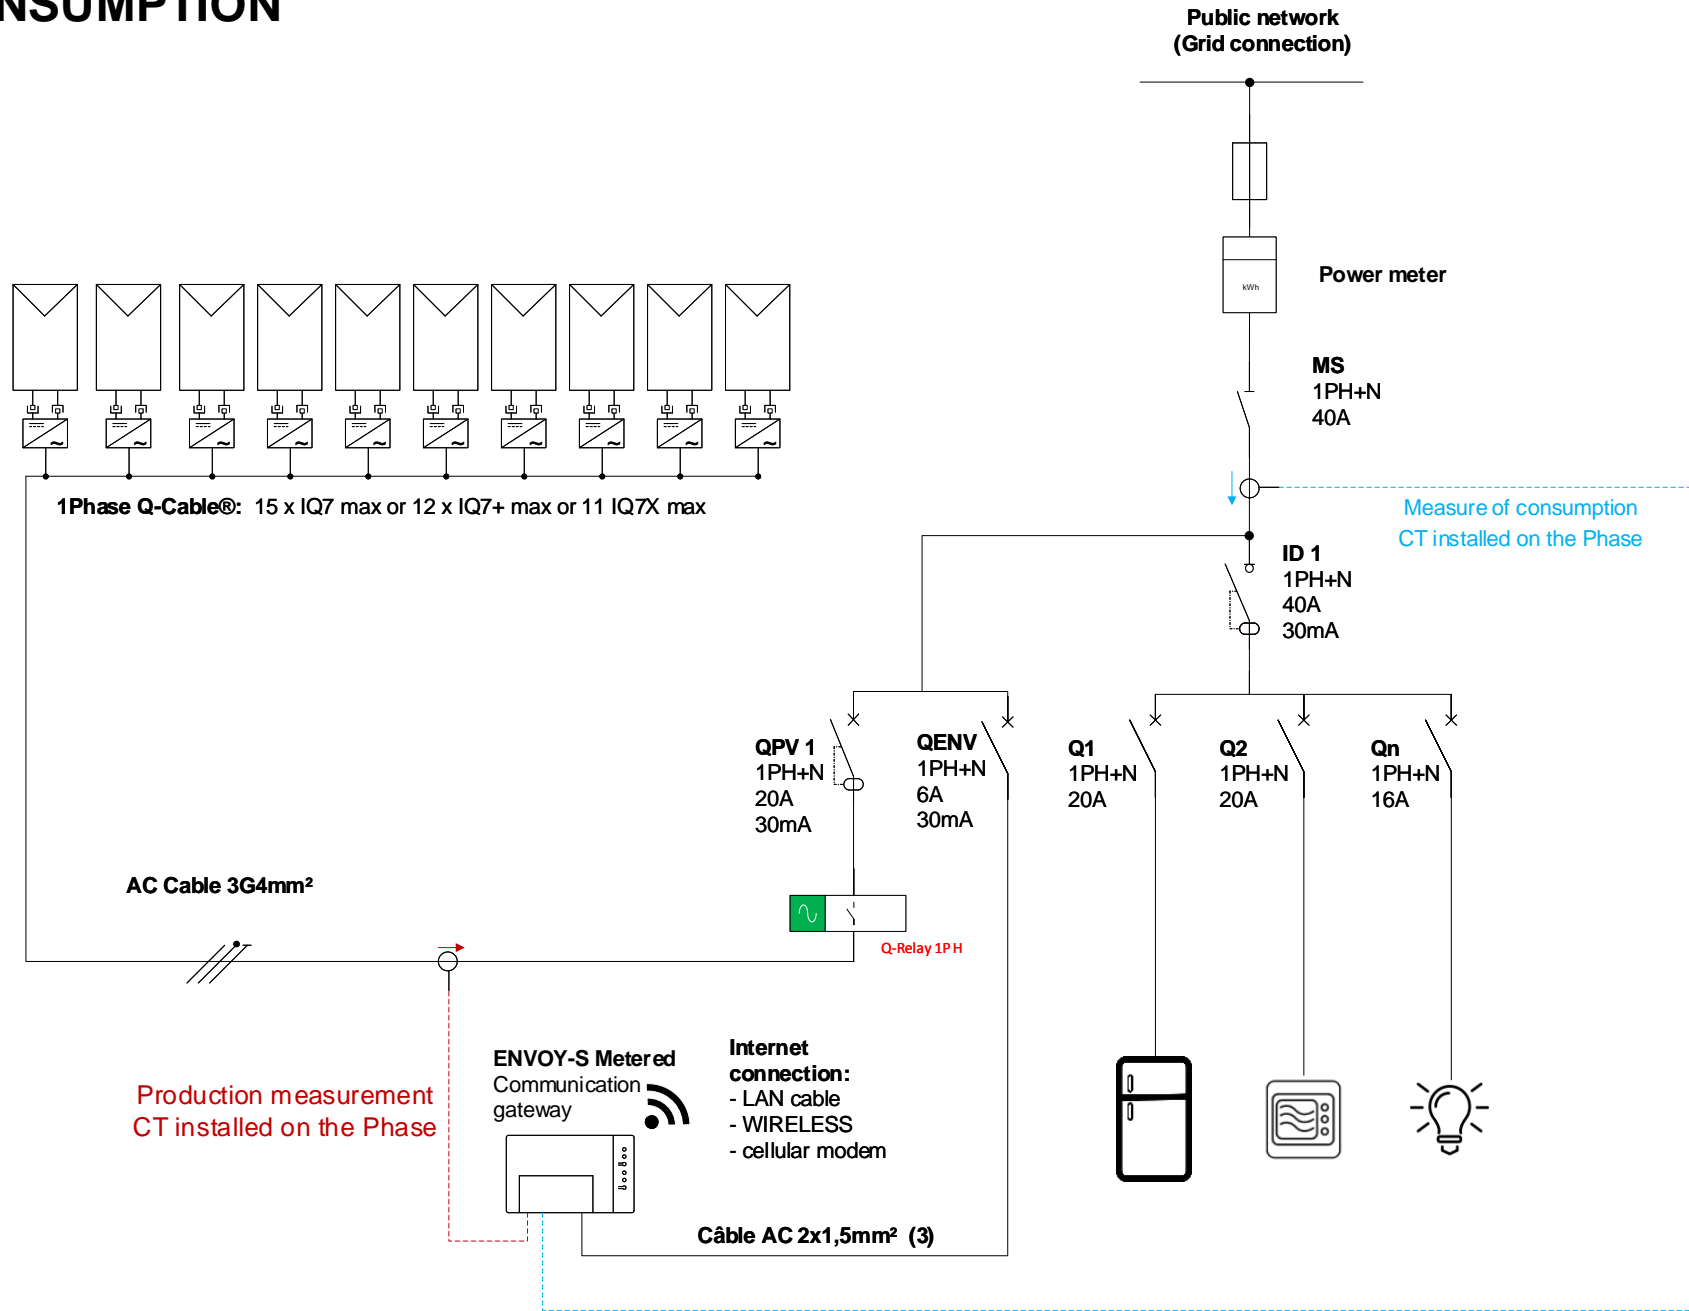 NSUMPTION
Public network
(Grid connection)
kWh
Power meter
MS
1PH+N
40A
1Phase Q-Cable®: 15 x IQ7 max or 12 x IQ7+ max or 11 IQ7X max
Measure of consumption
CT installed on the Phase
ID 1
1PH+N
40A
30mA
QPV 1
1PH+N
20A
30mA
QENV
1PH+N
6A
30mA
Q1
1PH+N
20A
Q2
1PH+N
20A
Qn
1PH+N
16A
AC Cable 3G4mm²
Q-Relay 1PH
Production measurement
CT installed on the Phase
ENVOY-S Metered
Communication
gateway
Internet
connection:
- LAN cable
- WIRELESS
- cellular modem
Câble AC 2x1,5mm² (3)